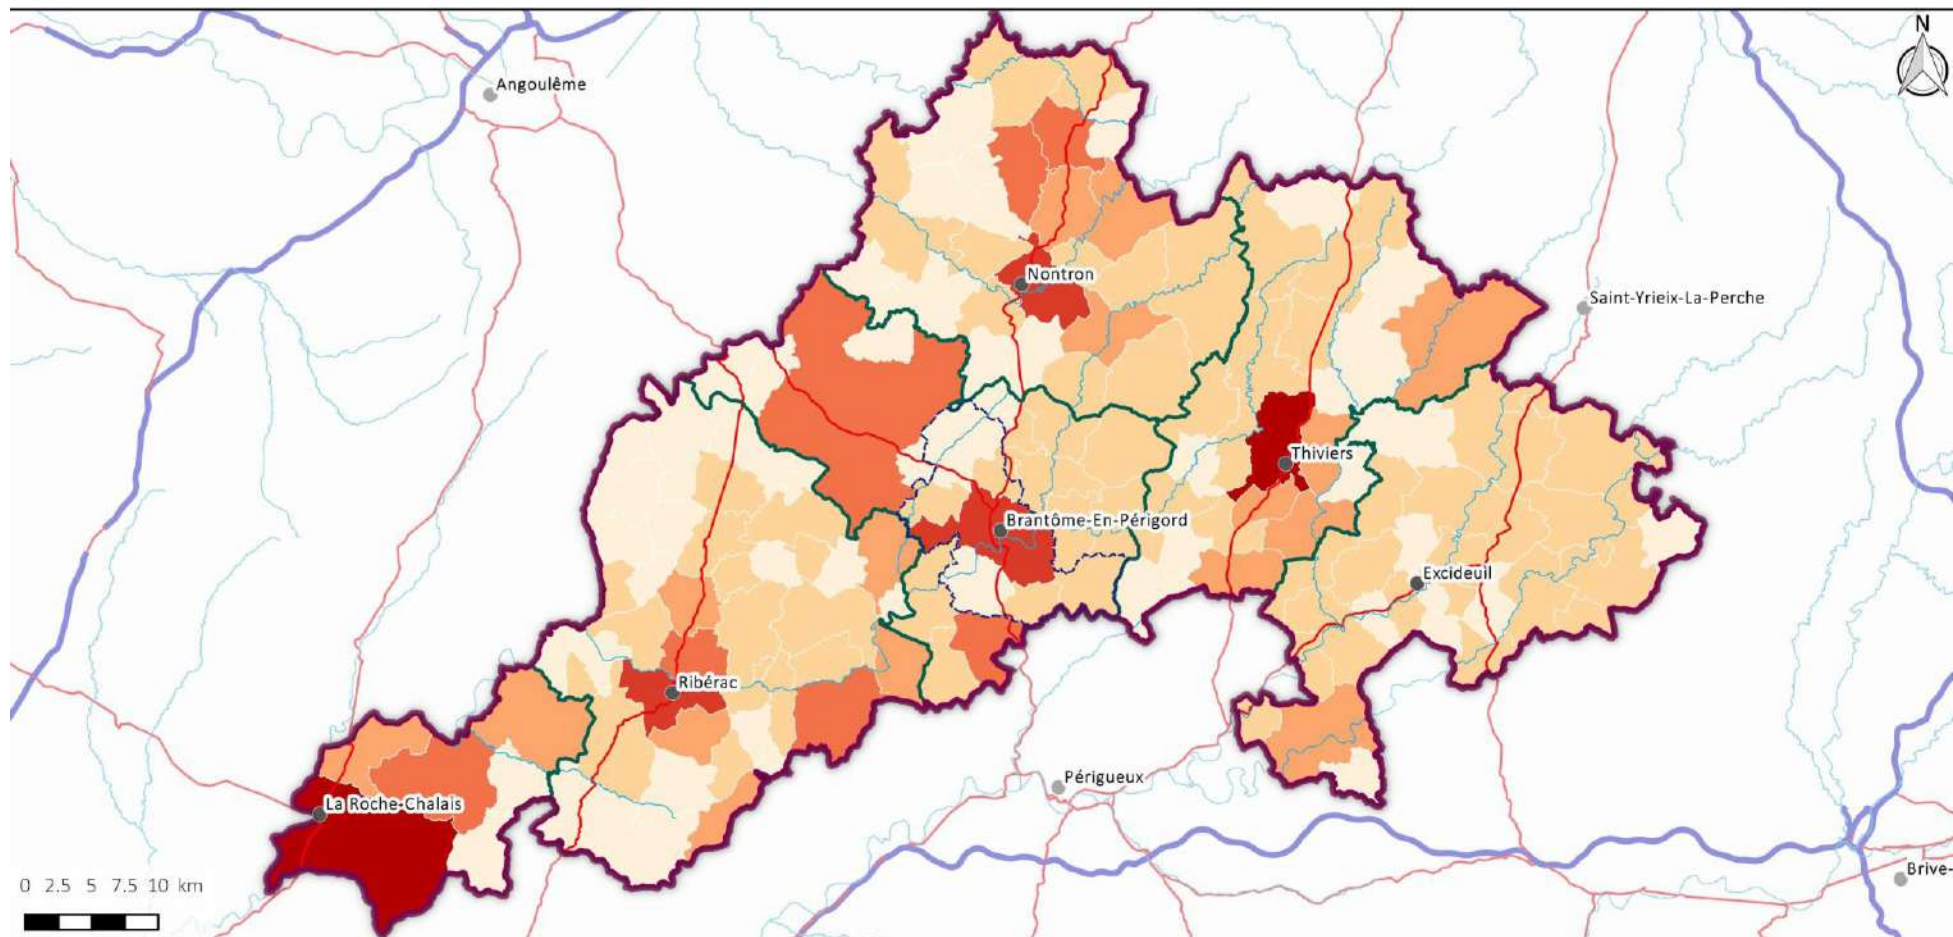 N
Angoulême
Nontron
Saint-Yrieix-La-Perche
Thiviers
Brantôme-En-Périgord
Excideuil
Ribérac
Périgueux
La Roche-Chalais
0 2.5 5 7.5 10 km
Brive-